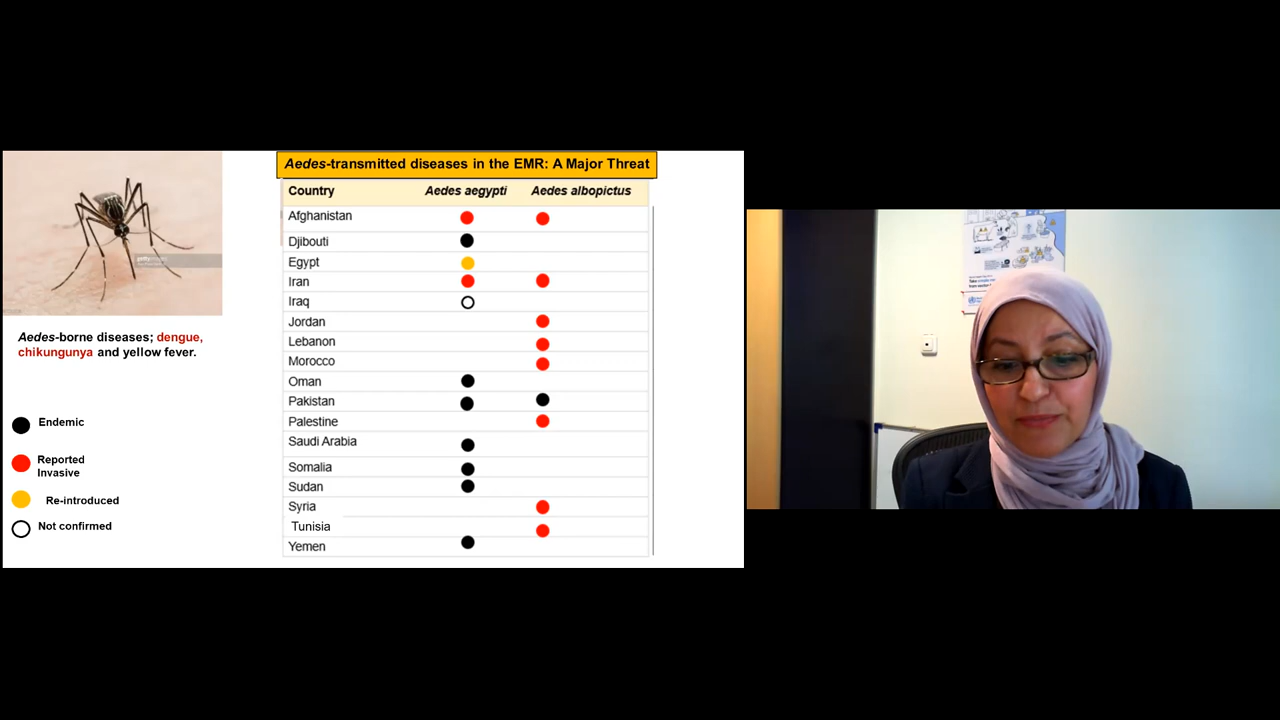 Aedes-transmitted diseases in the EMR: A Major Threat
Country Aedes aegypti Aedes albopictus
Afghanistan
Djibouti
Egypt
Iran
Iraq
Jordan
Lebanon
Morocco
Oman
Pakistan
Palestine
Saudi Arabia
Somalia
Sudan
Syria
Tunisia
Yemen
gettyimages
Aedes-borne diseases; dengue,
chikungunya and yellow fever.
Endemic
Reported
Invasive
Re-introduced
Not confirmed